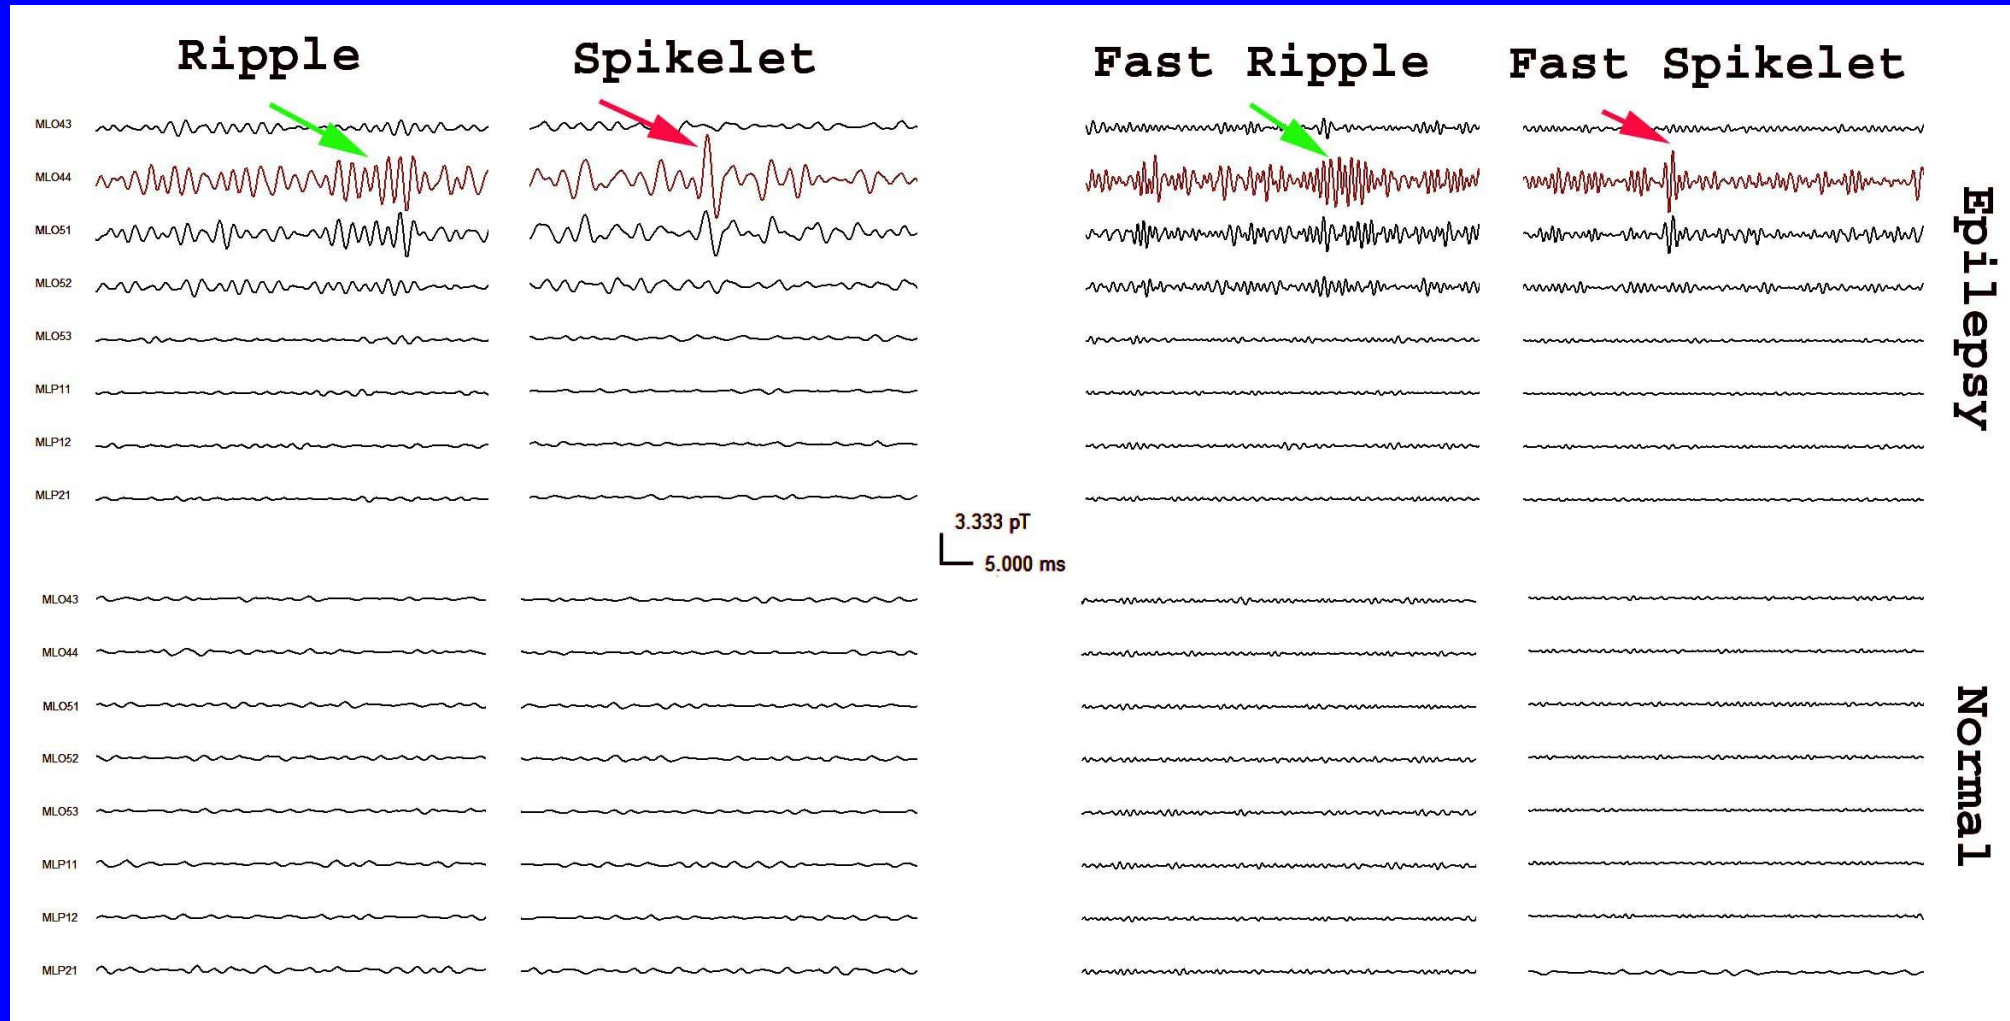 Ripple
Spikelet
Fast Ripple
Fast Spikelet
MLO43
MLO44
MLO51
MLO52
MLO53
MLP11
MLP12
MLP21
Epilepsy
3.333 pT
5.000 ms
MLO43
MLO44
MLO51
MLO52
MLO53
MLP11
MLP12
MLP21
Normal